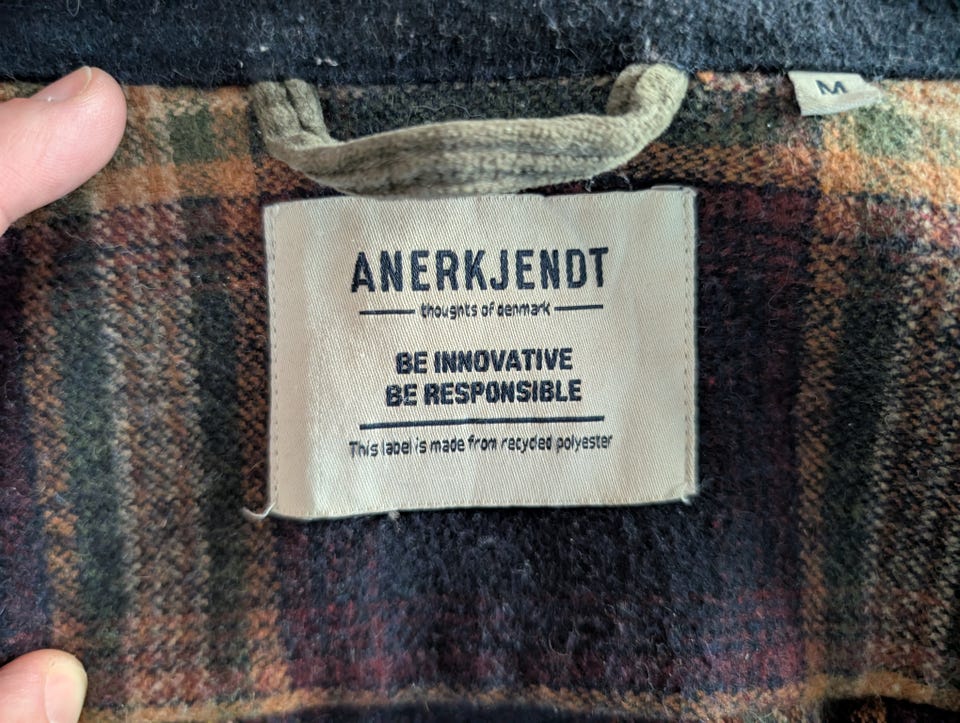 M
ANERKJENDT
thoughts of denmark
BE INNOVATIVE
BE RESPONSIBLE
This label is made from recycled polyester